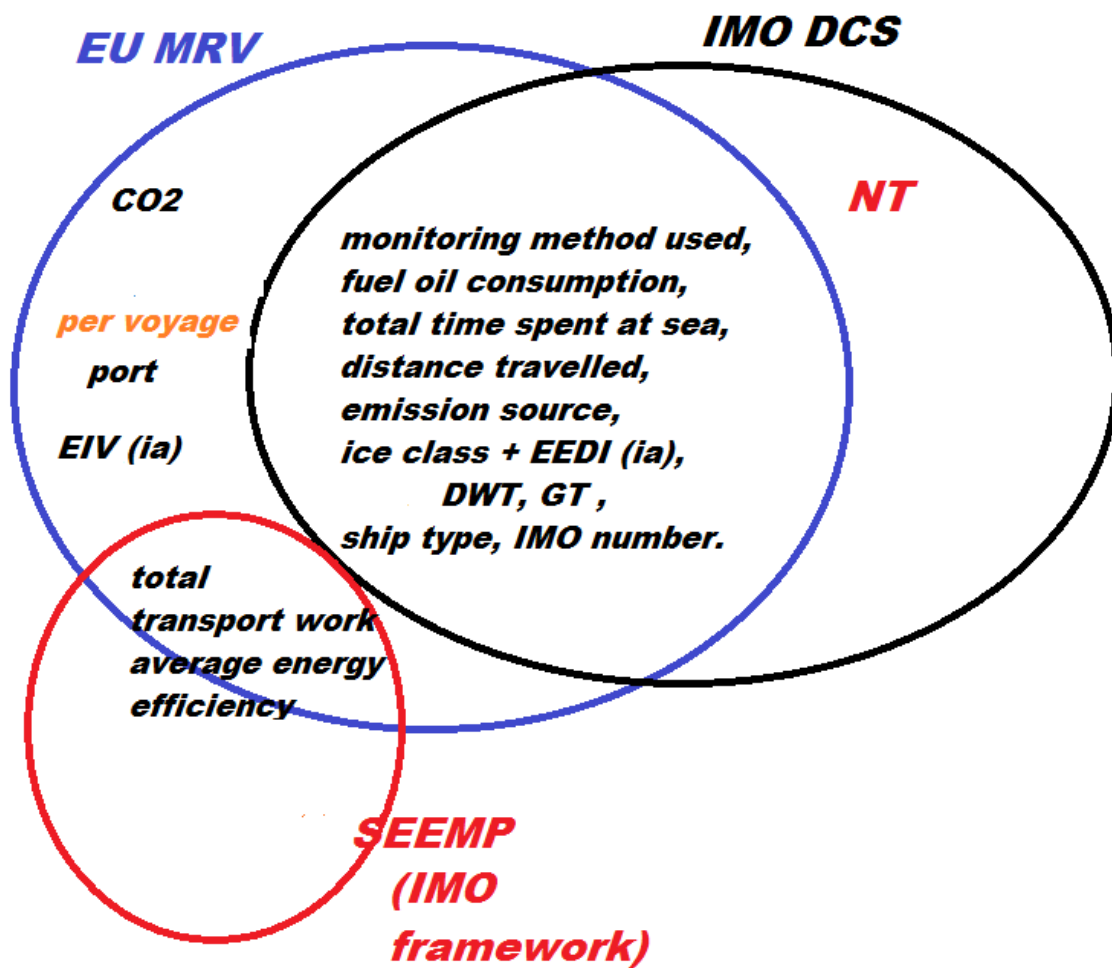 EU MRV
IMO DCS
CO2
NT
monitoring method used,
fuel oil consumption,
total time spent at sea,
distance travelled,
emission source,
ice class + EEDI (ia),
DWT, GT ,
ship type, IMO number.
per voyage
port
EIV (ia)
total
transport work
average energy
efficiency
SEEMP
(IMO
framework)